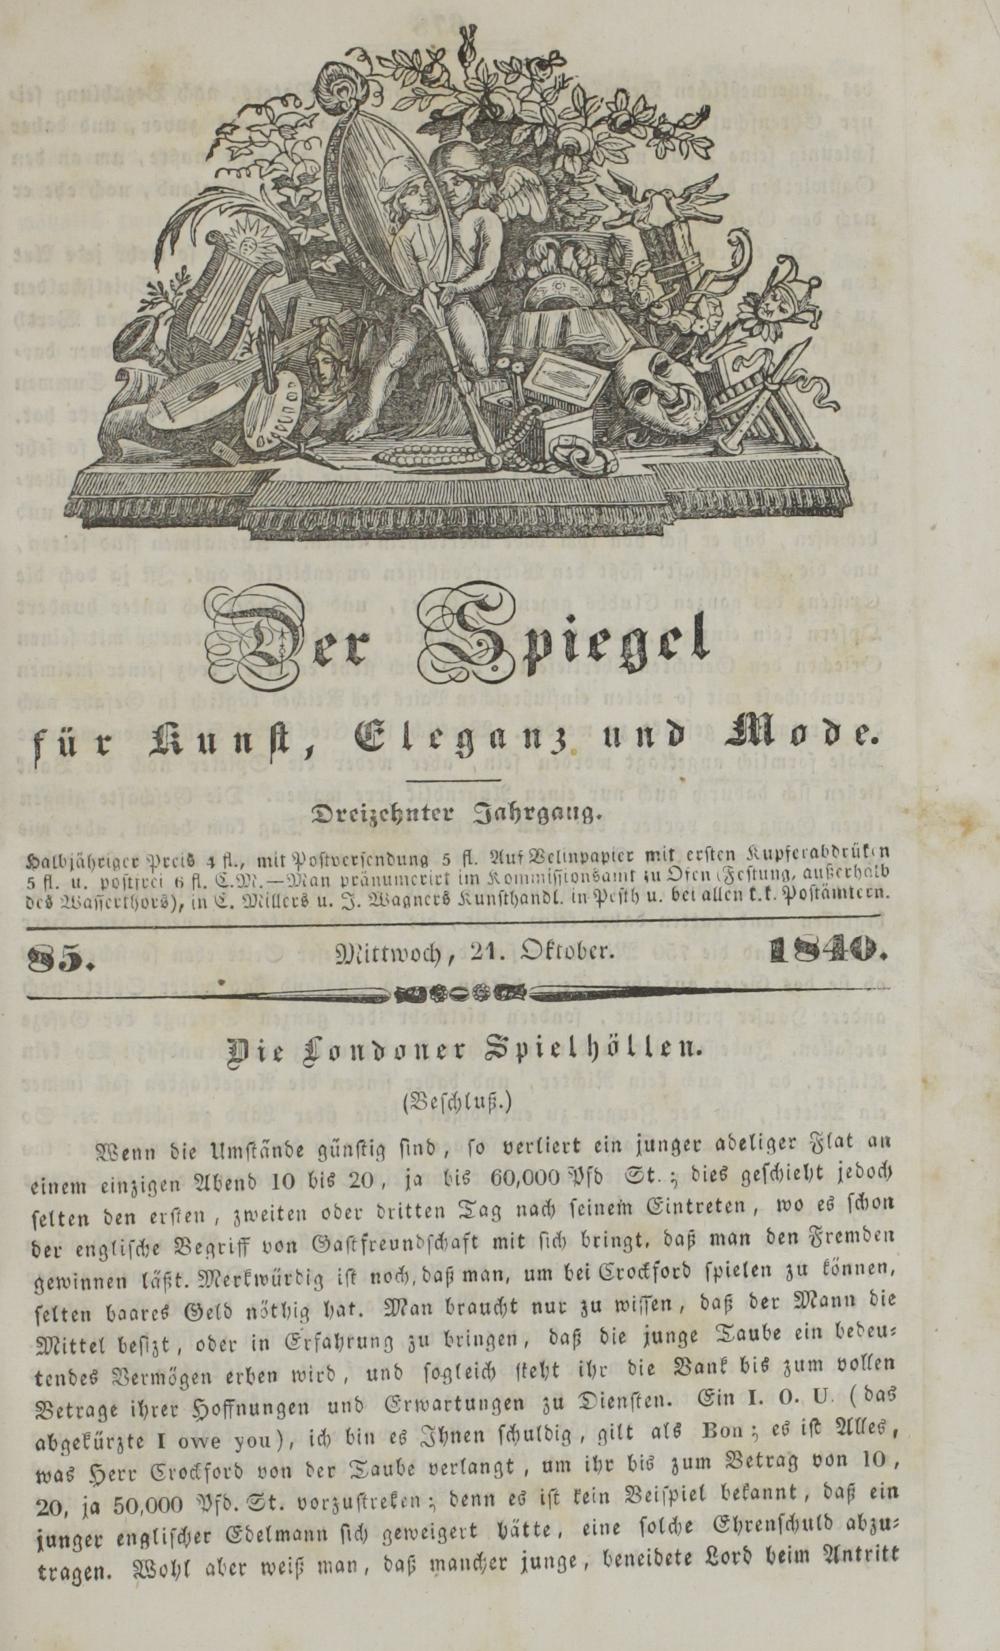 Der Spiegel
für Kunst, Eleganz und Mode.
Dreizehnter Jahrgang.
Halbjähriger Preis 4 fl., mit Postversendung 5 fl. Auf Velinpapier mit ersten Kupferabdrüken
5 fl. u. postfrei 6 fl. C.M.—Man pränumerirt im Kommissionsamt zu Ofen (Festung, außerhalb
des Wasserthors), in C. Millers u. J. Wagners Kunsthandl. in Pesth u. bei allen k.k. Postämtern.
85. Mittwoch, 21. Oktober. 1840.
Die Londoner Spielhöllen.
(Beschluß.)
Wenn die Umstände günstig sind, so verliert ein junger adeliger Flat an
einem einzigen Abend 10 bis 20, ja bis 60,000 Pfd St.; dies geschieht jedoch
selten den ersten, zweiten oder dritten Tag nach seinem Eintreten, wo es schon
der englische Begriff von Gastfreundschaft mit sich bringt, daß man den Fremden
gewinnen läßt. Merkwürdig ist noch, daß man, um bei Crockford spielen zu können,
selten baares Geld nöthig hat. Man braucht nur zu wissen, daß der Mann die
Mittel besizt, oder in Erfahrung zu bringen, daß die junge Taube ein bedeu-
tendes Vermögen erben wird, und sogleich steht ihr die Bank bis zum vollen
Betrage ihrer Hoffnungen und Erwartungen zu Diensten. Ein I. O. U. (das
abgekürzte I owe you), ich bin es Ihnen schuldig, gilt als Bon; es ist Alles,
was Herr Crockford von der Taube verlangt, um ihr bis zum Betrag von 10,
20, ja 50,000 Pfd. St. vorzustreken; denn es ist kein Beispiel bekannt, daß ein
junger englischer Edelmann sich geweigert hätte, eine solche Ehrenschuld abzu-
tragen. Wohl aber weiß man, daß mancher junge, beneidete Lord beim Antritt